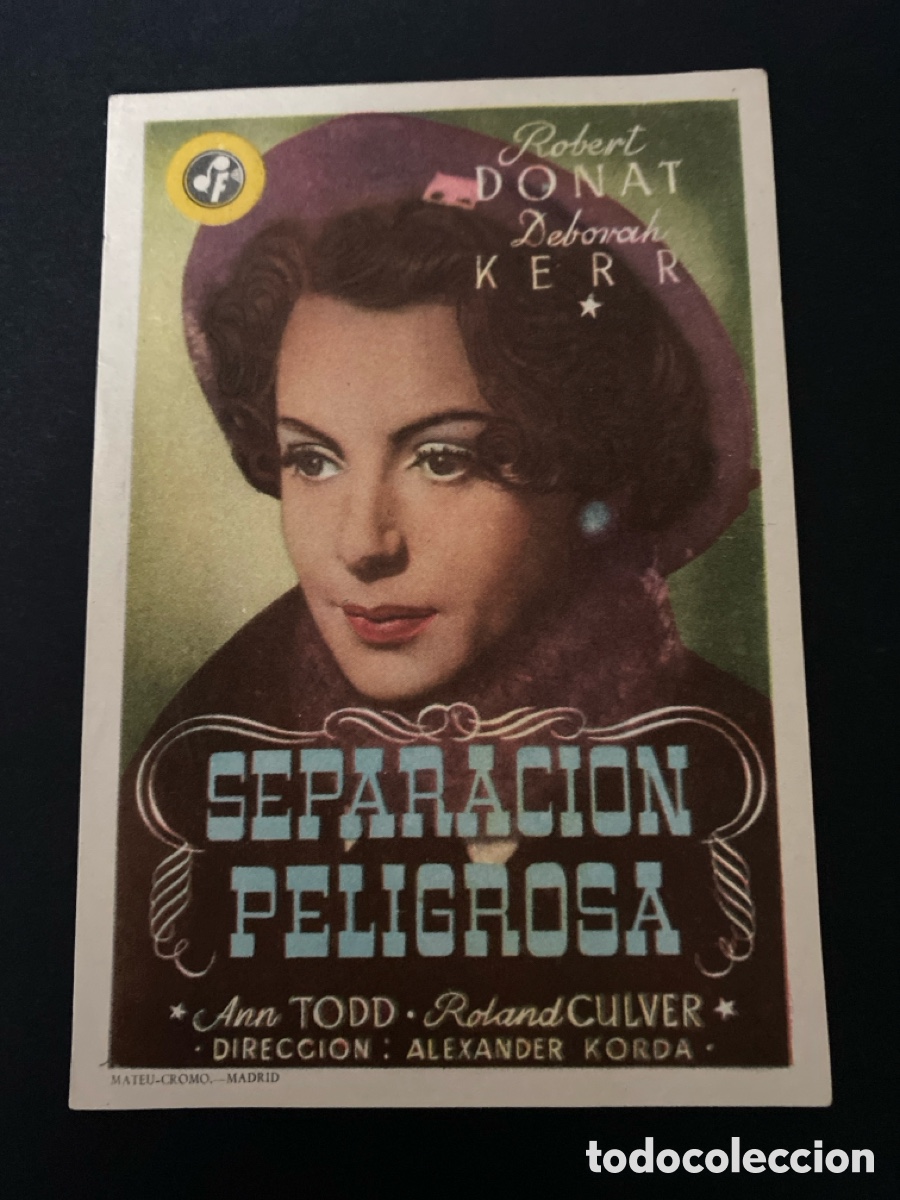 Robert
DONAT
Deborah
KERR
SEPARACION
PELIGROSA
Ann TODD · Roland CULVER
· DIRECCION : ALEXANDER KORDA ·
MATEU-CROMO.—MADRID
todocoleccion